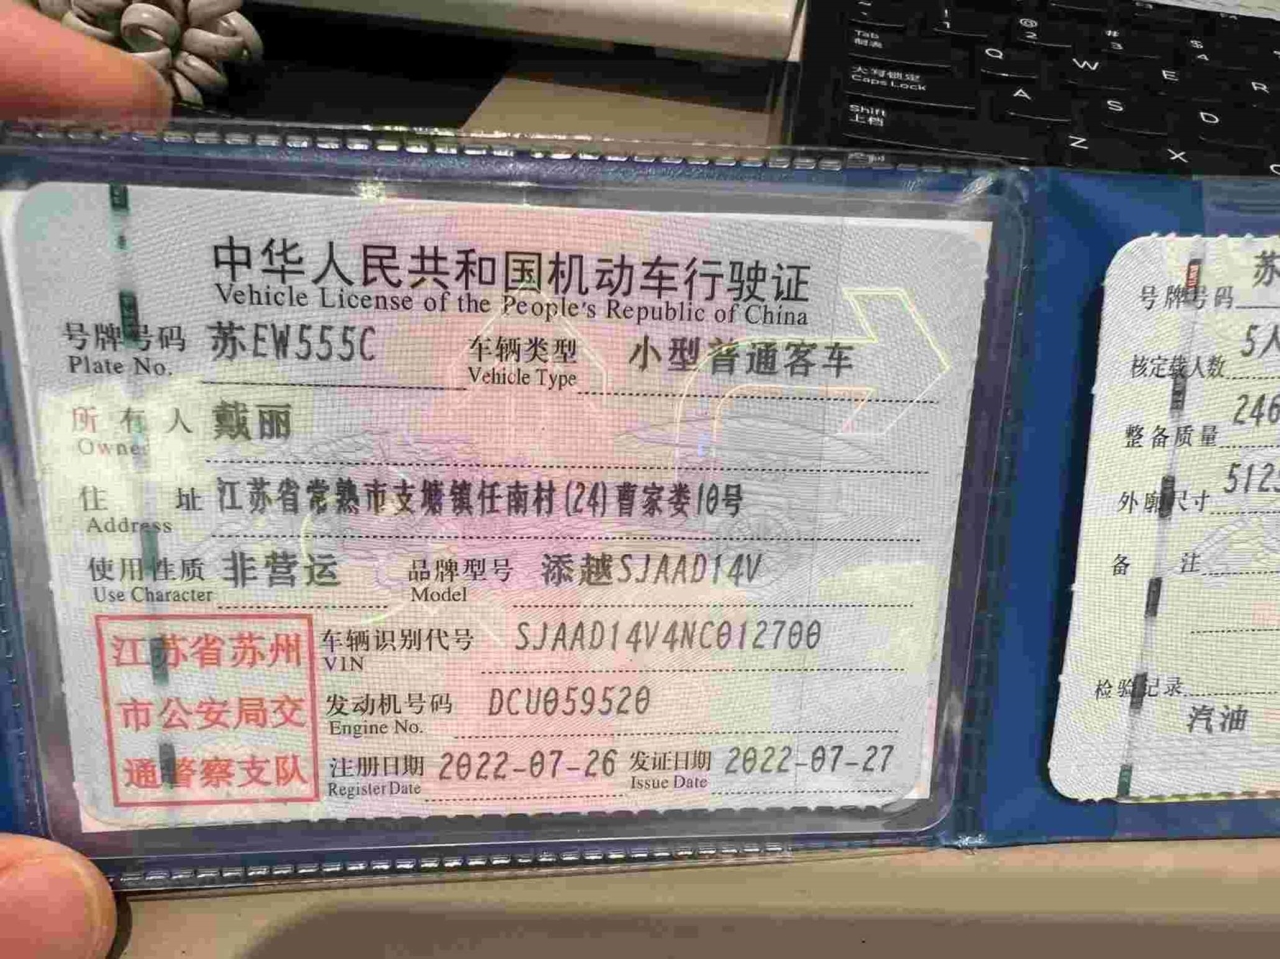 中华人民共和国机动车行驶证
Vehicle License of the People's Republic of China
号牌号码 苏EW555C 车辆类型 小型普通客车
Plate No. Vehicle Type
所有人 戴丽
Owner
住址 江苏省常熟市支塘镇任南村(24)曹家娄10号
Address
使用性质 非营运 品牌型号 添越SJAAD14V
Use Character Model
江苏省苏州
市公安局交
通警察支队
车辆识别代号 SJAAD14V4NC012700
VIN
发动机号码 DCU059520
Engine No.
注册日期 2022-07-26 发证日期 2022-07-27
Register Date Issue Date
号牌号码 苏
核定载人数 5人
整备质量 246
外廓尺寸 512
备注
检验记录
汽油
Tab
制表
大写锁定
Caps Lock
Shift
上档
! @ 2 # 3 $ 4
Q W E R
A S D
Z X